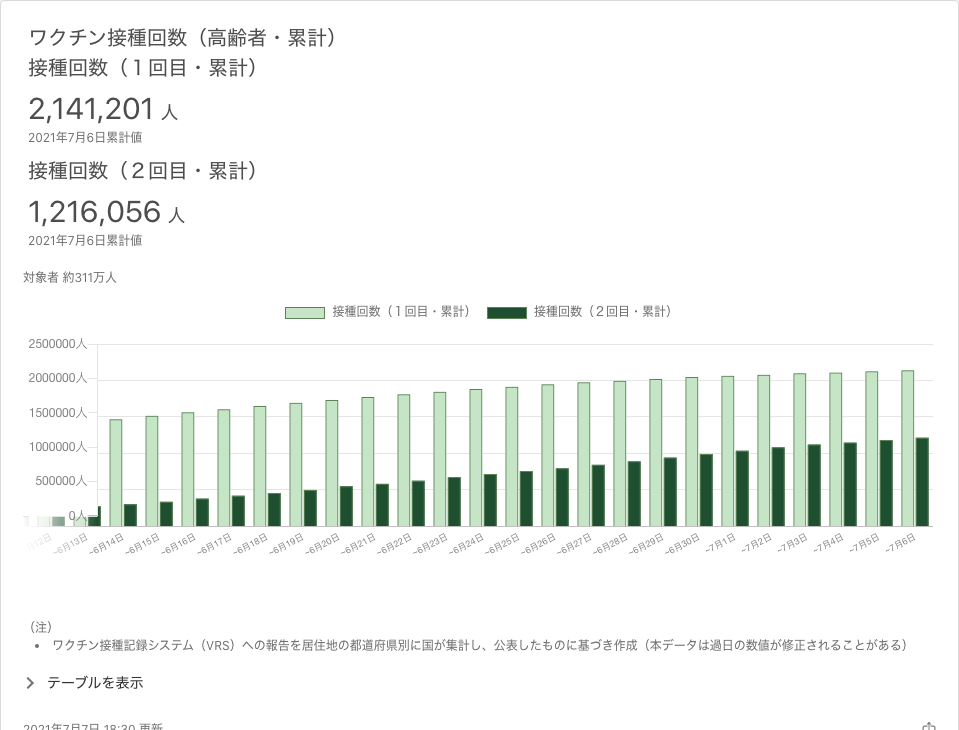 ワクチン接種回数（高齢者・累計）
接種回数（１回目・累計）
2,141,201 人
2021年7月6日累計値
接種回数（２回目・累計）
1,216,056 人
2021年7月6日累計値
対象者 約311万人
接種回数（１回目・累計） 接種回数（２回目・累計）
2500000人
2000000人
1500000人
1000000人
500000人
0人
~6月13日 ~6月14日 ~6月15日 ~6月16日 ~6月17日 ~6月18日 ~6月19日 ~6月20日 ~6月21日 ~6月22日 ~6月23日 ~6月24日 ~6月25日 ~6月26日 ~6月27日 ~6月28日 ~6月29日 ~6月30日 ~7月1日 ~7月2日 ~7月3日 ~7月4日 ~7月5日 ~7月6日
（注）
• ワクチン接種記録システム（VRS）への報告を居住地の都道府県別に国が集計し、公表したものに基づき作成（本データは過日の数値が修正されることがある）
テーブルを表示
2021年7月7日 18:30 更新